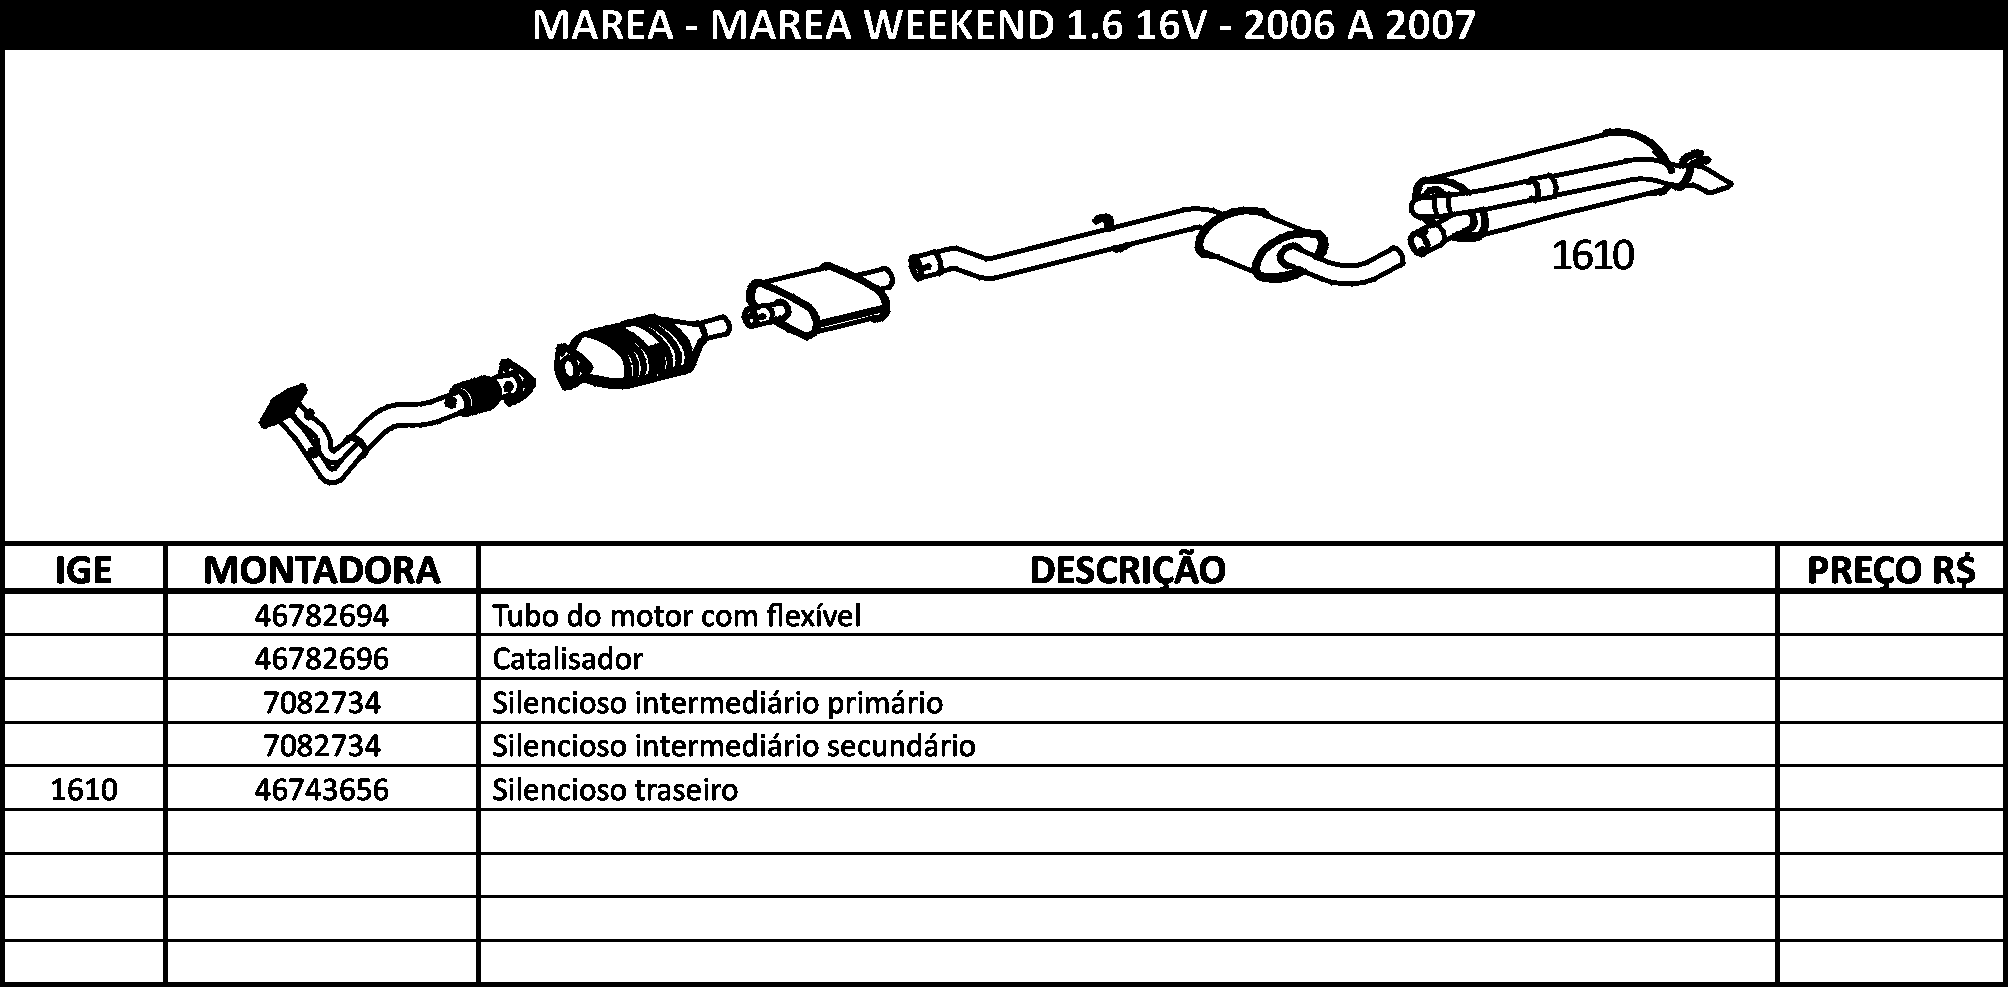 MAREA - MAREA WEEKEND 1.6 16V - 2006 A 2007
1610
IGE MONTADORA DESCRIÇÃO PREÇO R$
46782694 Tubo do motor com flexível
46782696 Catalisador
7082734 Silencioso intermediário primário
7082734 Silencioso intermediário secundário
1610 46743656 Silencioso traseiro